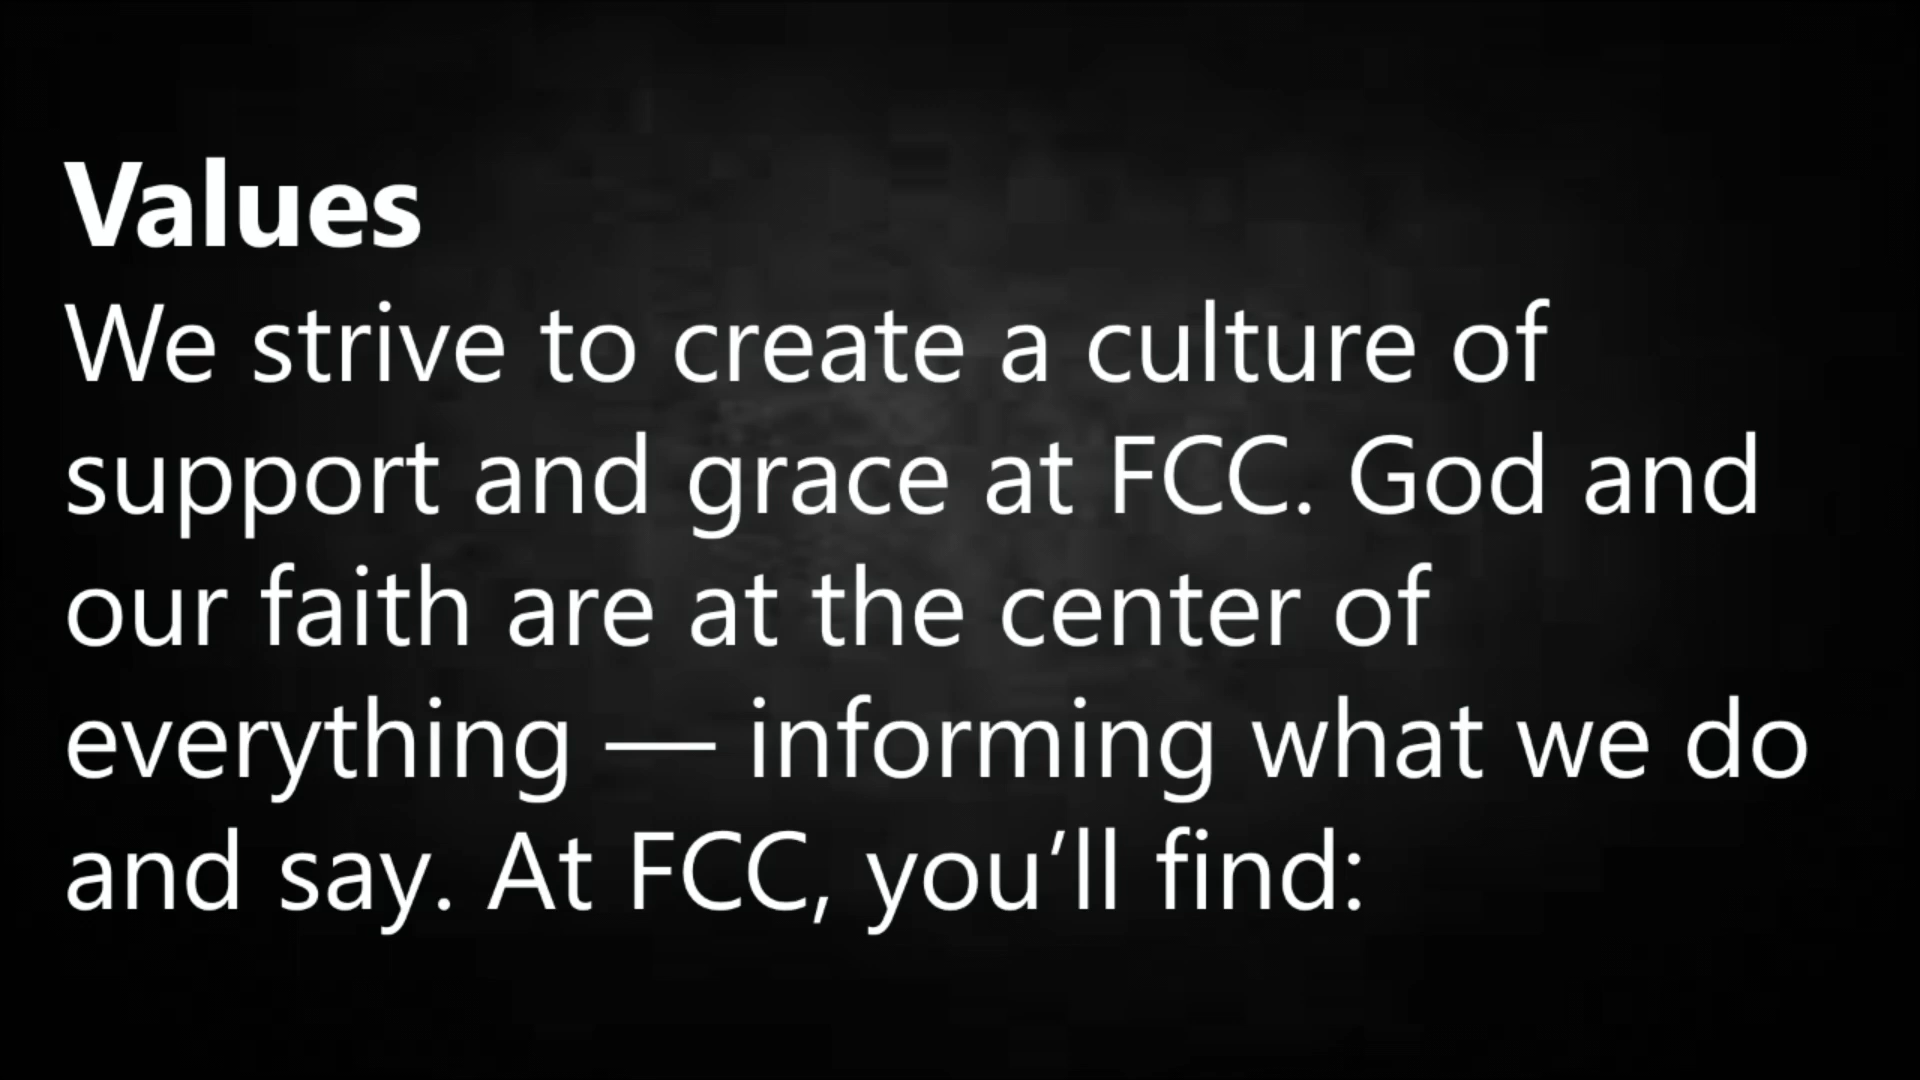 Values
We strive to create a culture of
support and grace at FCC. God and
our faith are at the center of
everything — informing what we do
and say. At FCC, you’ll find: